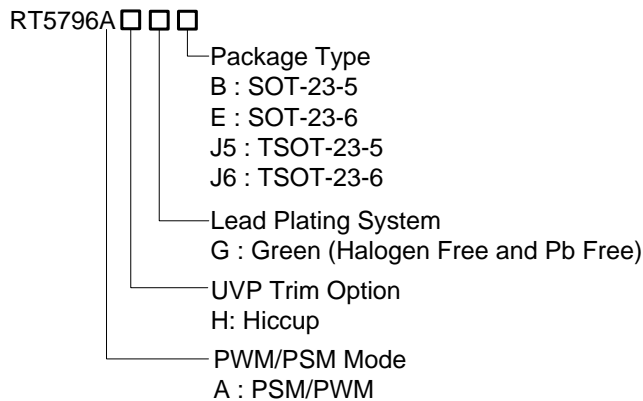 RT5796A
Package Type
B : SOT-23-5
E : SOT-23-6
J5 : TSOT-23-5
J6 : TSOT-23-6
Lead Plating System
G : Green (Halogen Free and Pb Free)
UVP Trim Option
H: Hiccup
PWM/PSM Mode
A : PSM/PWM